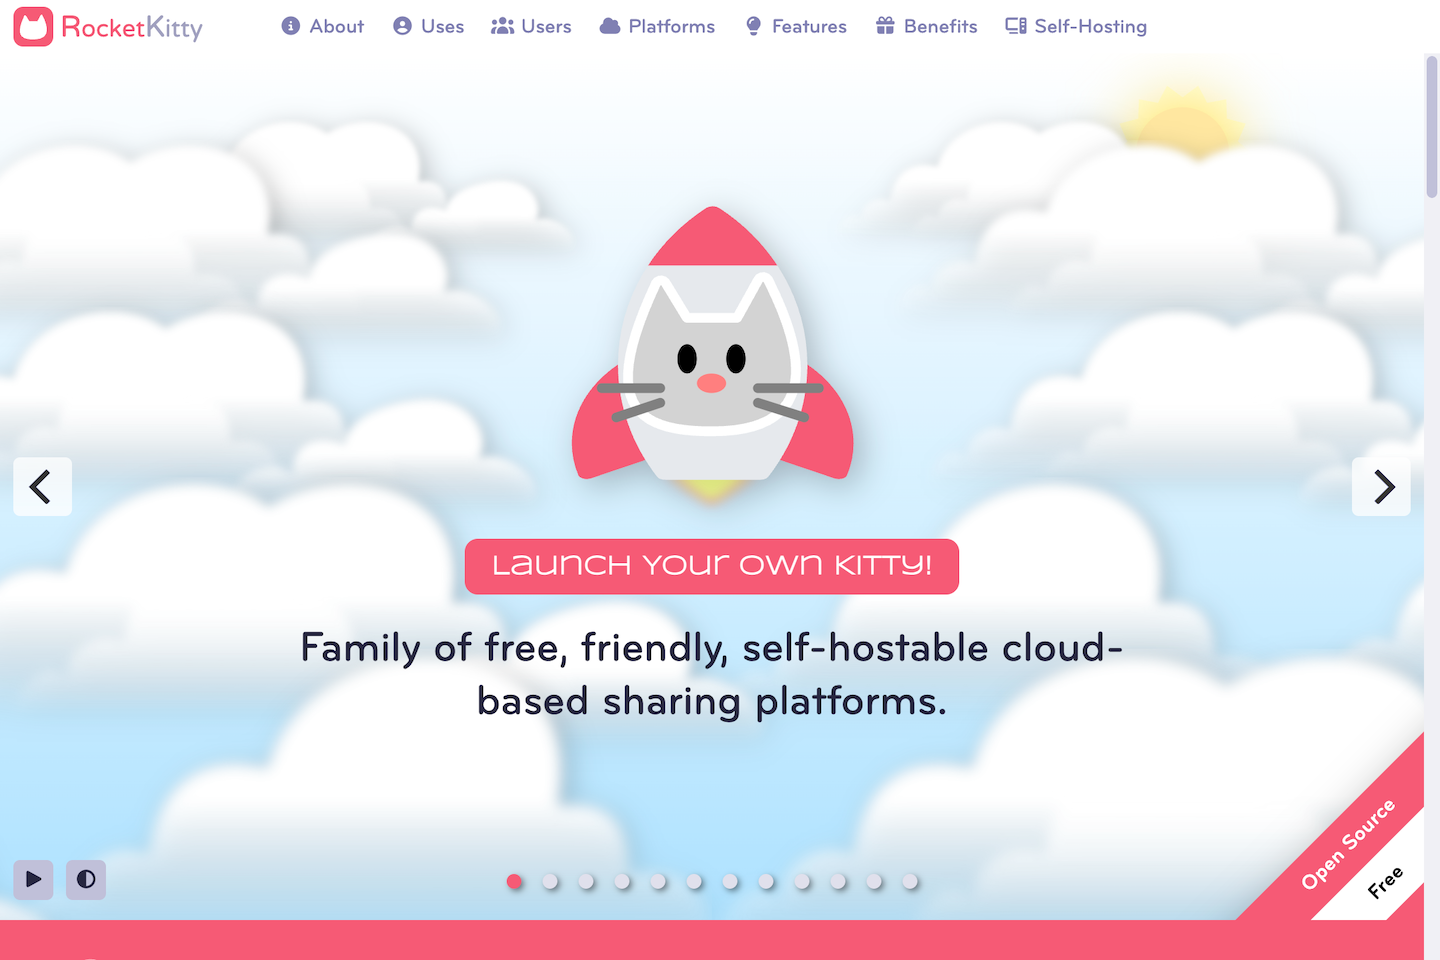 RocketKitty
About
Uses
Users
Platforms
Features
Benefits
Self-Hosting
Launch Your Own Kitty!
Family of free, friendly, self-hostable cloud-
based sharing platforms.
Open Source
Free